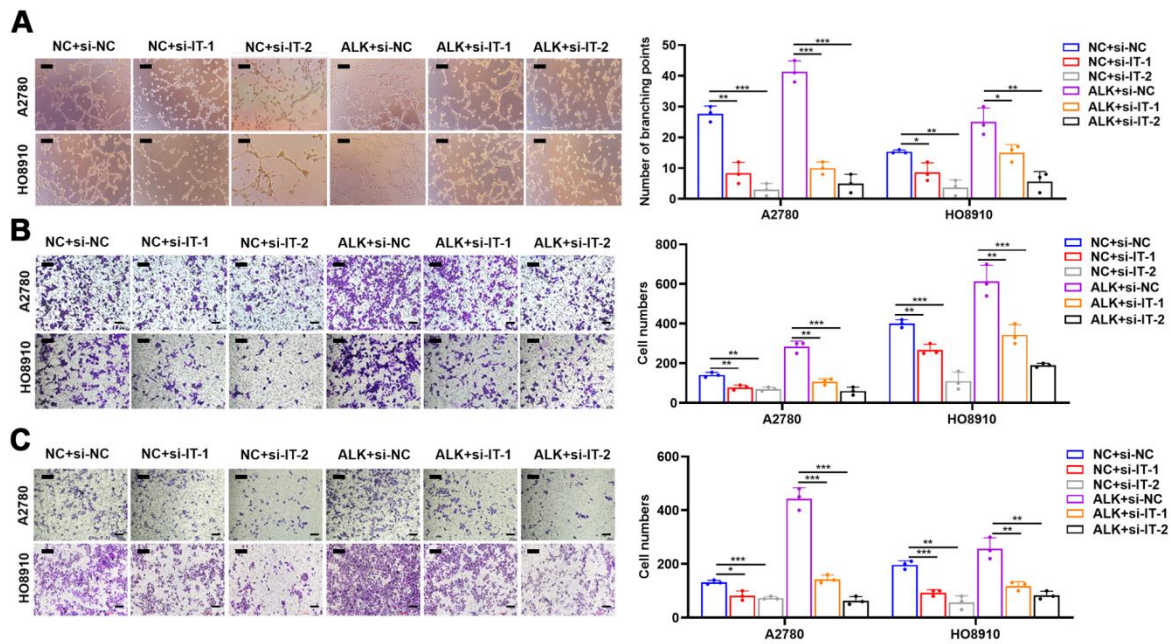 A
NC+si-NC NC+si-IT-1 NC+si-IT-2 ALK+si-NC ALK+si-IT-1 ALK+si-IT-2
A2780
HO8910
Number of branching points
50
40
30
20
10
0
** *** *** *** * ** * **
A2780 HO8910
NC+si-NC
NC+si-IT-1
NC+si-IT-2
ALK+si-NC
ALK+si-IT-1
ALK+si-IT-2
B
NC+si-NC NC+si-IT-1 NC+si-IT-2 ALK+si-NC ALK+si-IT-1 ALK+si-IT-2
A2780
HO8910
Cell numbers
800
600
400
200
0
** ** ** *** ** *** ** ***
A2780 HO8910
NC+si-NC
NC+si-IT-1
NC+si-IT-2
ALK+si-NC
ALK+si-IT-1
ALK+si-IT-2
C
NC+si-NC NC+si-IT-1 NC+si-IT-2 ALK+si-NC ALK+si-IT-1 ALK+si-IT-2
A2780
HO8910
Cell numbers
600
400
200
0
* *** *** *** *** ** ** **
A2780 HO8910
NC+si-NC
NC+si-IT-1
NC+si-IT-2
ALK+si-NC
ALK+si-IT-1
ALK+si-IT-2